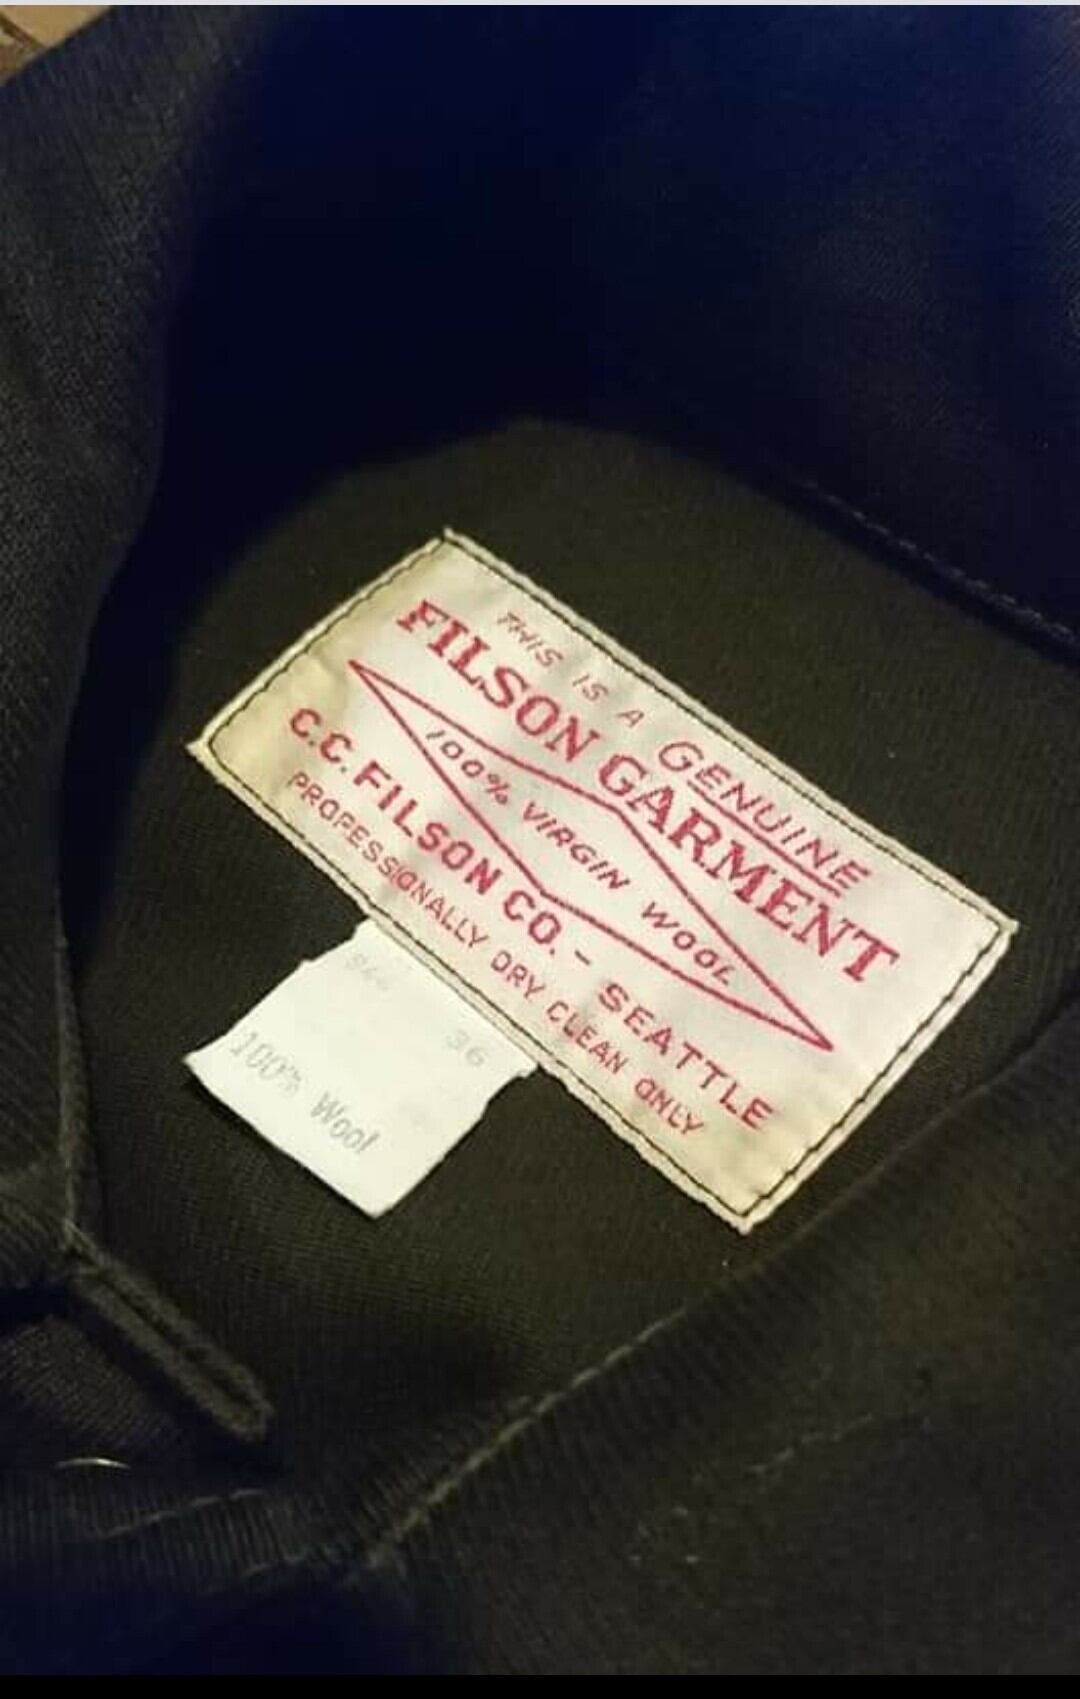 THIS IS A GENUINE
FILSON GARMENT
100% VIRGIN WOOL
C.C. FILSON CO. - SEATTLE
PROFESSIONALLY DRY CLEAN ONLY
36
100% Wool